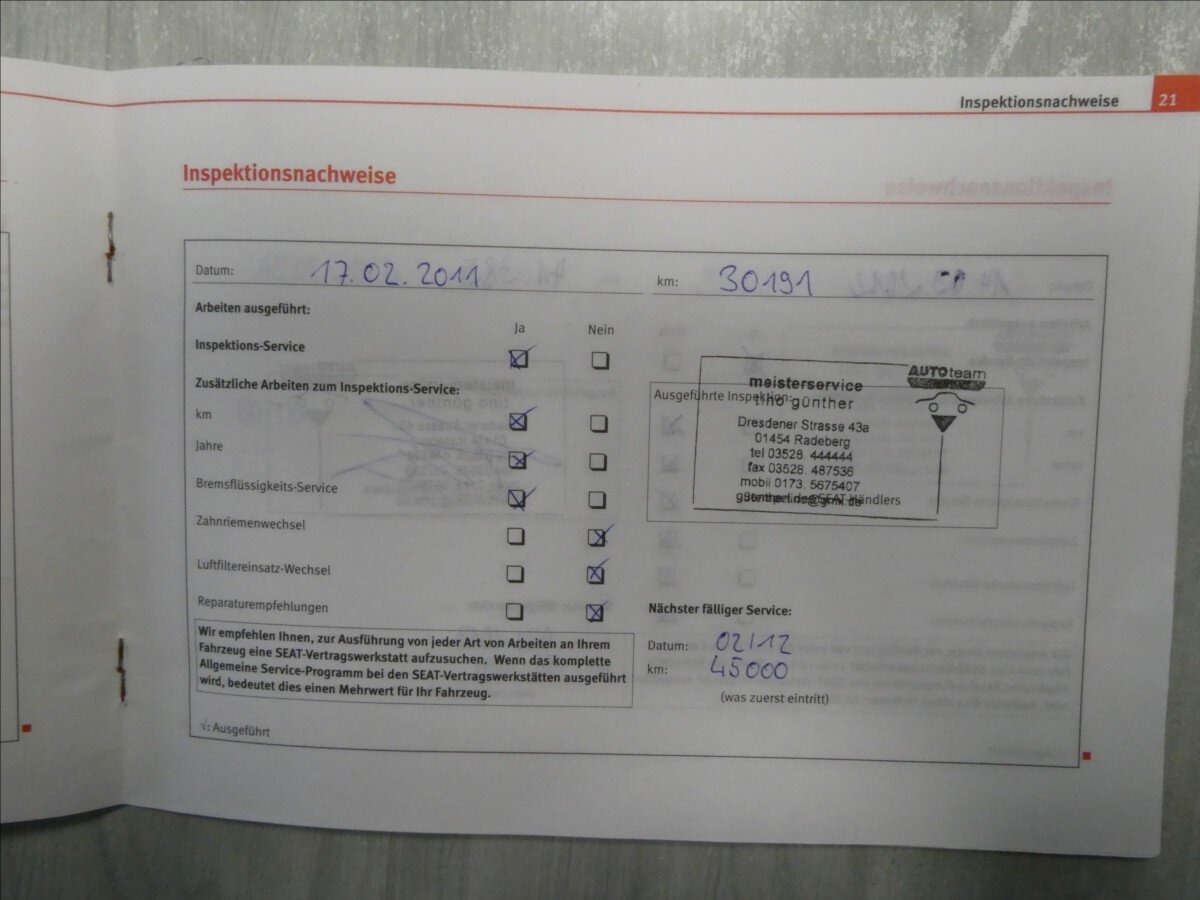 Inspektionsnachweise 21
Inspektionsnachweise
Datum: 17.02.2011 km: 30191
Arbeiten ausgeführt:
Ja Nein
Inspektions-Service
Zusätzliche Arbeiten zum Inspektions-Service:
km
Jahre
Bremsflüssigkeits-Service
Zahnriemenwechsel
Luftfiltereinsatz-Wechsel
Reparaturempfehlungen
Wir empfehlen Ihnen, zur Ausführung von jeder Art von Arbeiten an Ihrem
Fahrzeug eine SEAT-Vertragswerkstatt aufzusuchen. Wenn das komplette
Allgemeine Service-Programm bei den SEAT-Vertragswerkstätten ausgeführt
wird, bedeutet dies einen Mehrwert für Ihr Fahrzeug.
√: Ausgeführt
AUTOteam
meisterservice
Ausgeführte Inspektion:
tino günther
Dresdener Strasse 43a
01454 Radeberg
tel 03528. 444444
fax 03528. 487536
mobil 0173. 5675407
SEAT-Händlers
Nächster fälliger Service:
Datum: 02/12
km: 45000
(was zuerst eintritt)